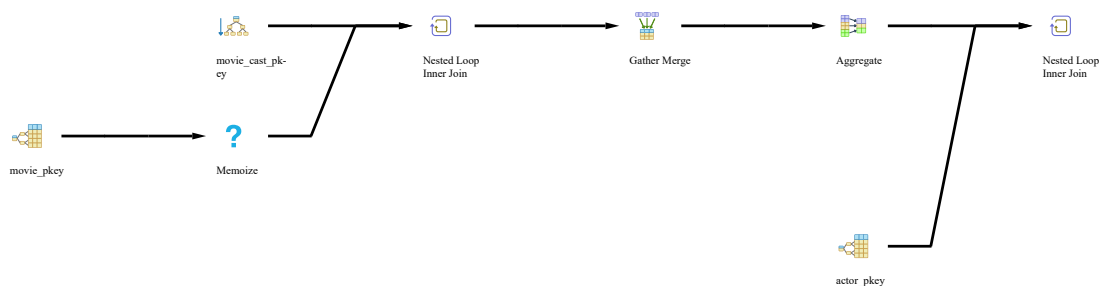 movie_cast_pk-
ey
Nested Loop
Inner Join
Gather Merge
Aggregate
Nested Loop
Inner Join
movie_pkey
?
Memoize
actor_pkey